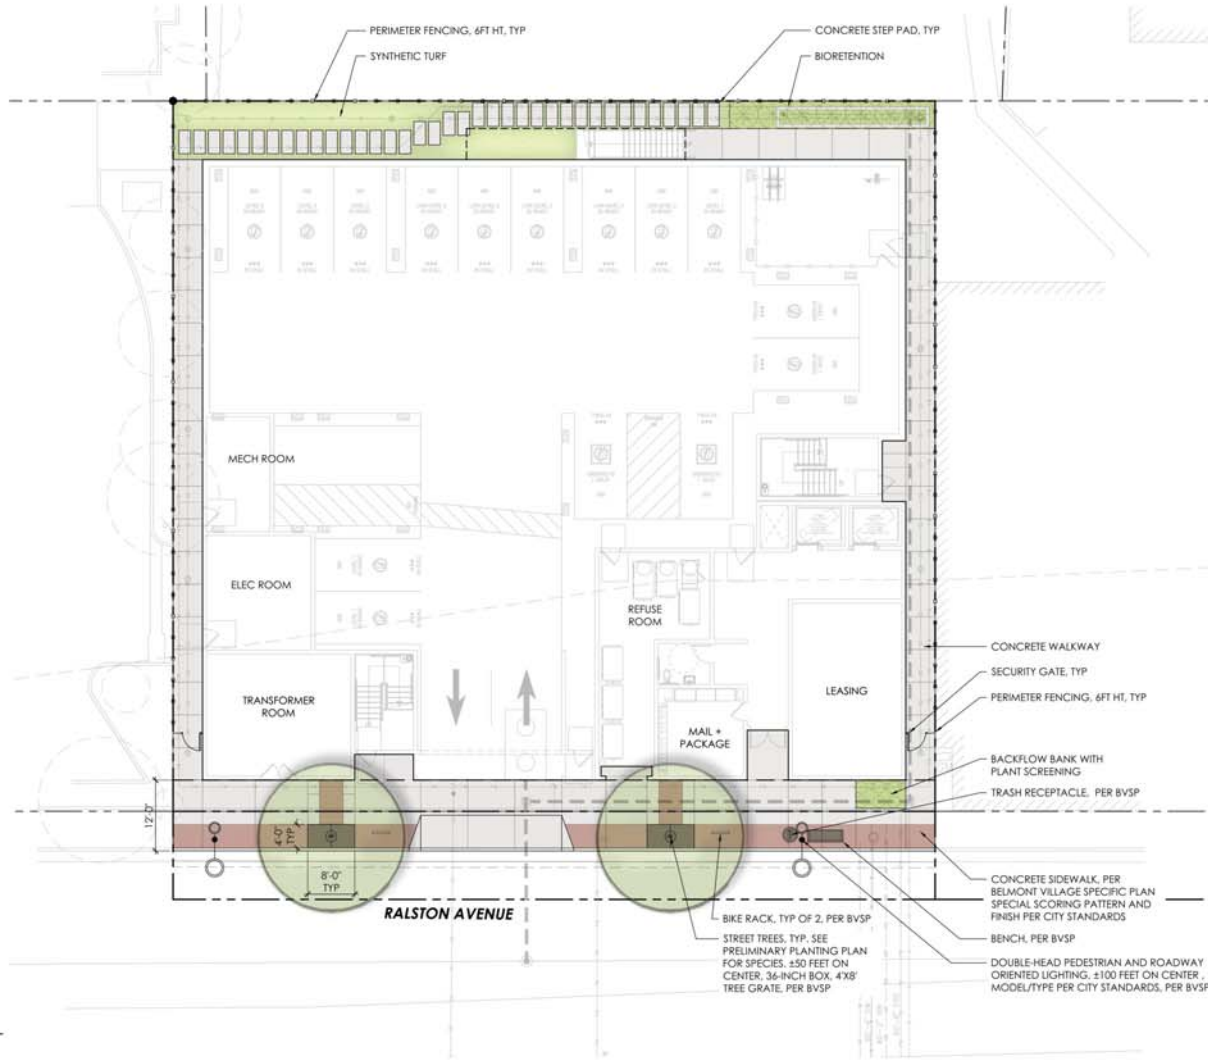 PERIMETER FENCING, 6FT HT, TYP
SYNTHETIC TURF
CONCRETE STEP PAD, TYP
BIORETENTION
MECH ROOM
ELEC ROOM
TRANSFORMER
ROOM
REFUSE
ROOM
MAIL +
PACKAGE
LEASING
CONCRETE WALKWAY
SECURITY GATE, TYP
PERIMETER FENCING, 6FT HT, TYP
BACKFLOW BANK WITH
PLANT SCREENING
TRASH RECEPTACLE, PER BVSP
12'-0"
4'-0"
TYP
8'-0"
TYP
RALSTON AVENUE
BIKE RACK, TYP OF 2, PER BVSP
STREET TREES, TYP. SEE
PRELIMINARY PLANTING PLAN
FOR SPECIES, ±50 FEET ON
CENTER, 36-INCH BOX, 4'X8'
TREE GRATE, PER BVSP
CONCRETE SIDEWALK, PER
BELMONT VILLAGE SPECIFIC PLAN
SPECIAL SCORING PATTERN AND
FINISH PER CITY STANDARDS
BENCH, PER BVSP
DOUBLE-HEAD PEDESTRIAN AND ROADWAY
ORIENTED LIGHTING, ±100 FEET ON CENTER ,
MODEL/TYPE PER CITY STANDARDS, PER BVSP